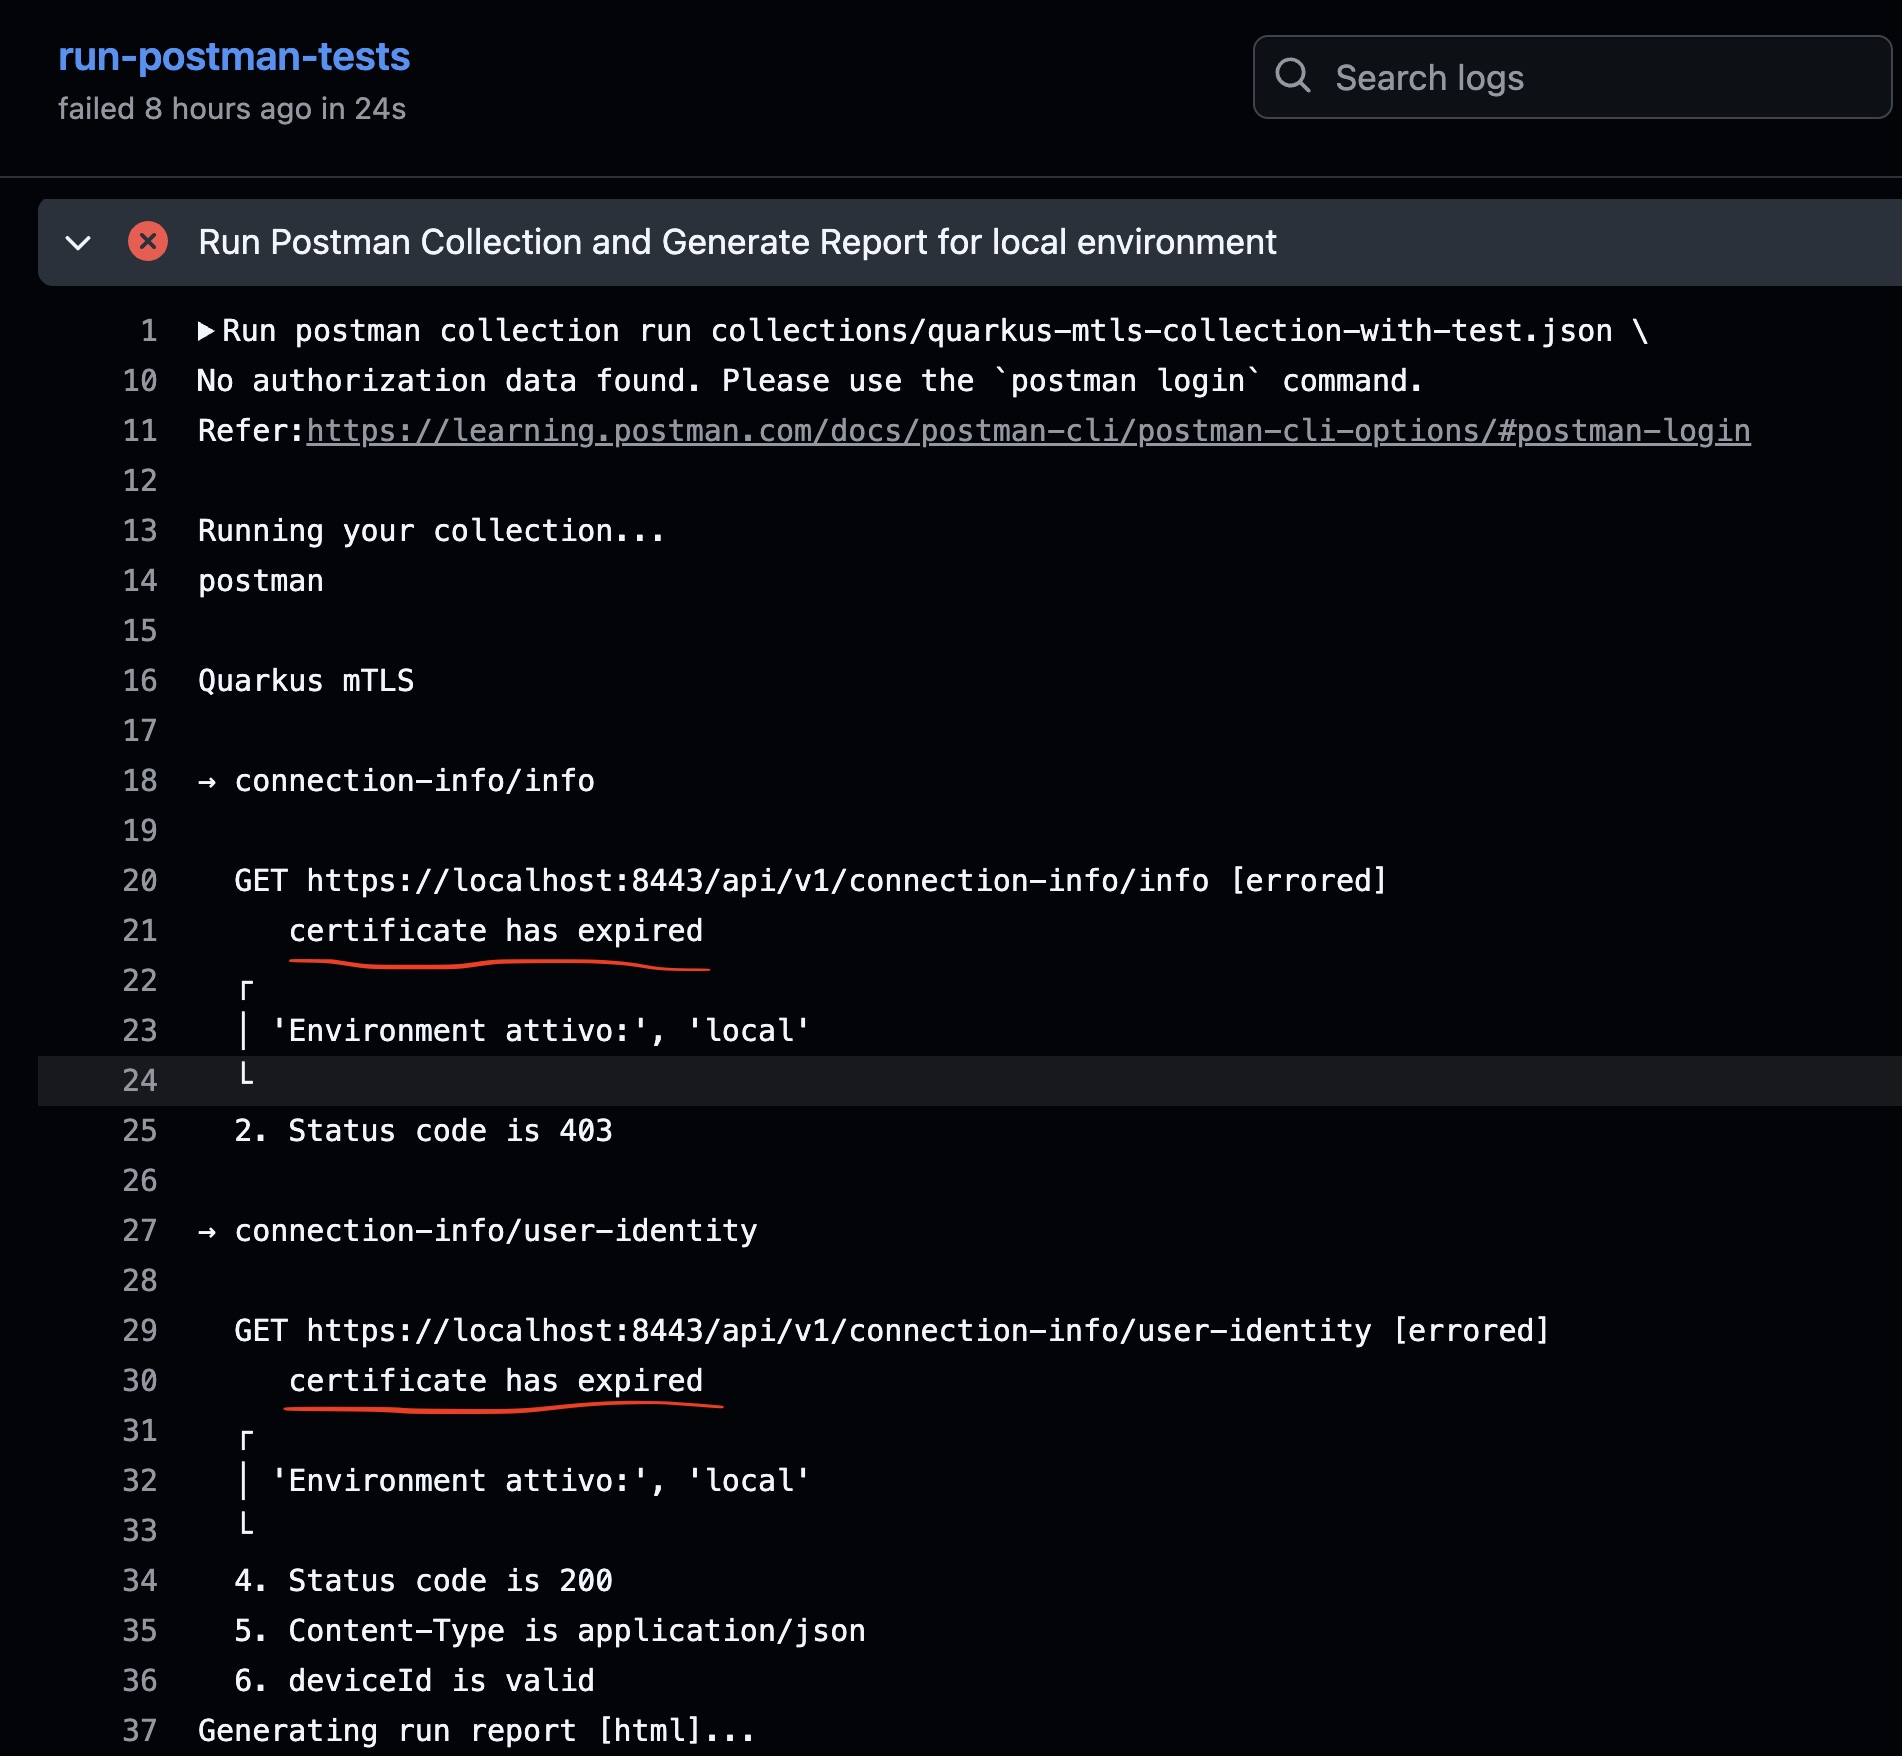 run-postman-tests
failed 8 hours ago in 24s
Search logs
Run Postman Collection and Generate Report for local environment
1 ▶Run postman collection run collections/quarkus-mtls-collection-with-test.json \
10 No authorization data found. Please use the `postman login` command.
11 Refer:https://learning.postman.com/docs/postman-cli/postman-cli-options/#postman-login
12
13 Running your collection...
14 postman
15
16 Quarkus mTLS
17
18 → connection-info/info
19
20 GET https://localhost:8443/api/v1/connection-info/info [errored]
21 certificate has expired
22 ┌
23 │ 'Environment attivo:', 'local'
24 └
25 2. Status code is 403
26
27 → connection-info/user-identity
28
29 GET https://localhost:8443/api/v1/connection-info/user-identity [errored]
30 certificate has expired
31 ┌
32 │ 'Environment attivo:', 'local'
33 └
34 4. Status code is 200
35 5. Content-Type is application/json
36 6. deviceId is valid
37 Generating run report [html]...